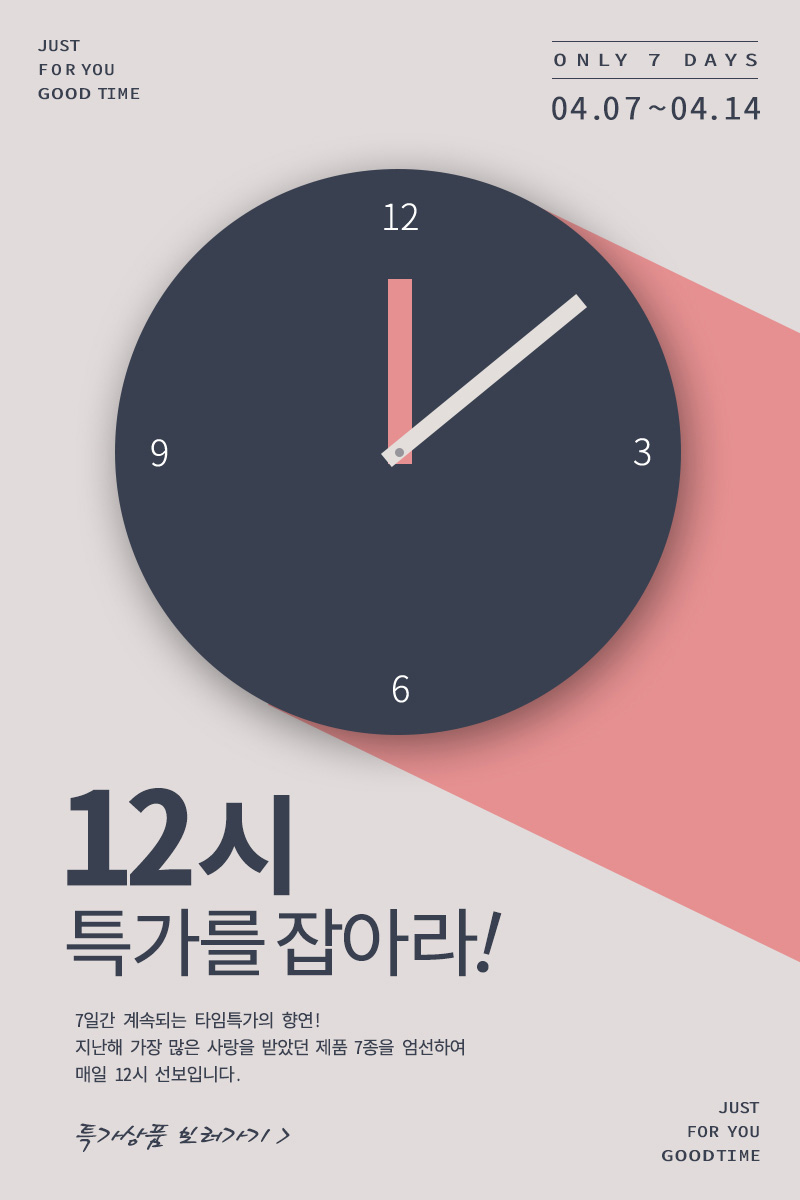 JUST
FOR YOU
GOOD TIME
ONLY 7 DAYS
04.07~04.14
12
9
3
6
12시
특가를 잡아라!
7일간 계속되는 타임특가의 향연!
지난해 가장 많은 사랑을 받았던 제품 7종을 엄선하여
매일 12시 선보입니다.
특가상품 빌러가기 >
JUST
FOR YOU
GOODTIME